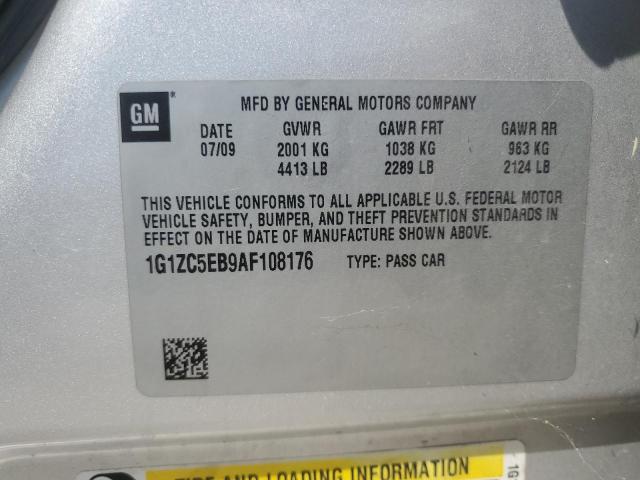 GM®
MFD BY GENERAL MOTORS COMPANY
DATE GVWR GAWR FRT GAWR RR
07/09 2001 KG 1038 KG 963 KG
4413 LB 2289 LB 2124 LB
THIS VEHICLE CONFORMS TO ALL APPLICABLE U.S. FEDERAL MOTOR
VEHICLE SAFETY, BUMPER, AND THEFT PREVENTION STANDARDS IN
EFFECT ON THE DATE OF MANUFACTURE SHOWN ABOVE.
1G1ZC5EB9AF108176 TYPE: PASS CAR
TIRE AND LOADING INFORMATION
1G